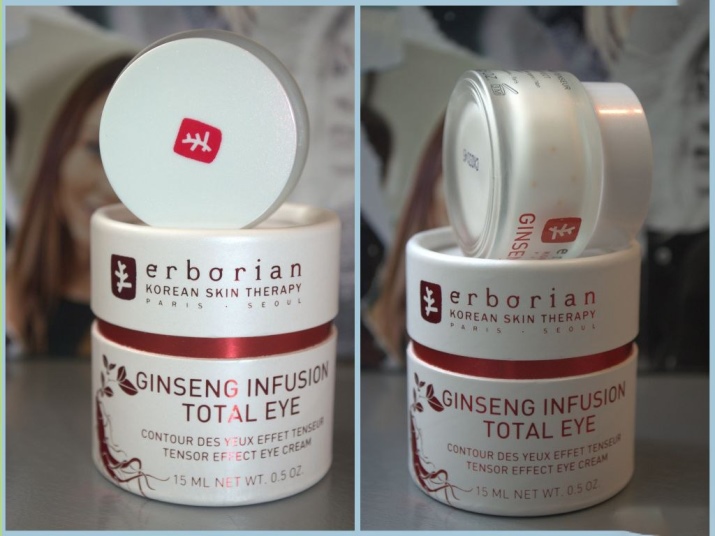 erborian
KOREAN SKIN THERAPY
PARIS · SEOUL
GINSENG INFUSION
TOTAL EYE
CONTOUR DES YEUX EFFET TENSEUR
TENSOR EFFECT EYE CREAM
15 ML NET WT. 0.5 OZ.
GINSE
erborian
KOREAN SKIN THERAPY
PARIS · SEOUL
GINSENG INFUSION
TOTAL EYE
CONTOUR DES YEUX EFFET TENSEUR
TENSOR EFFECT EYE CREAM
15 ML NET WT. 0.5 OZ.